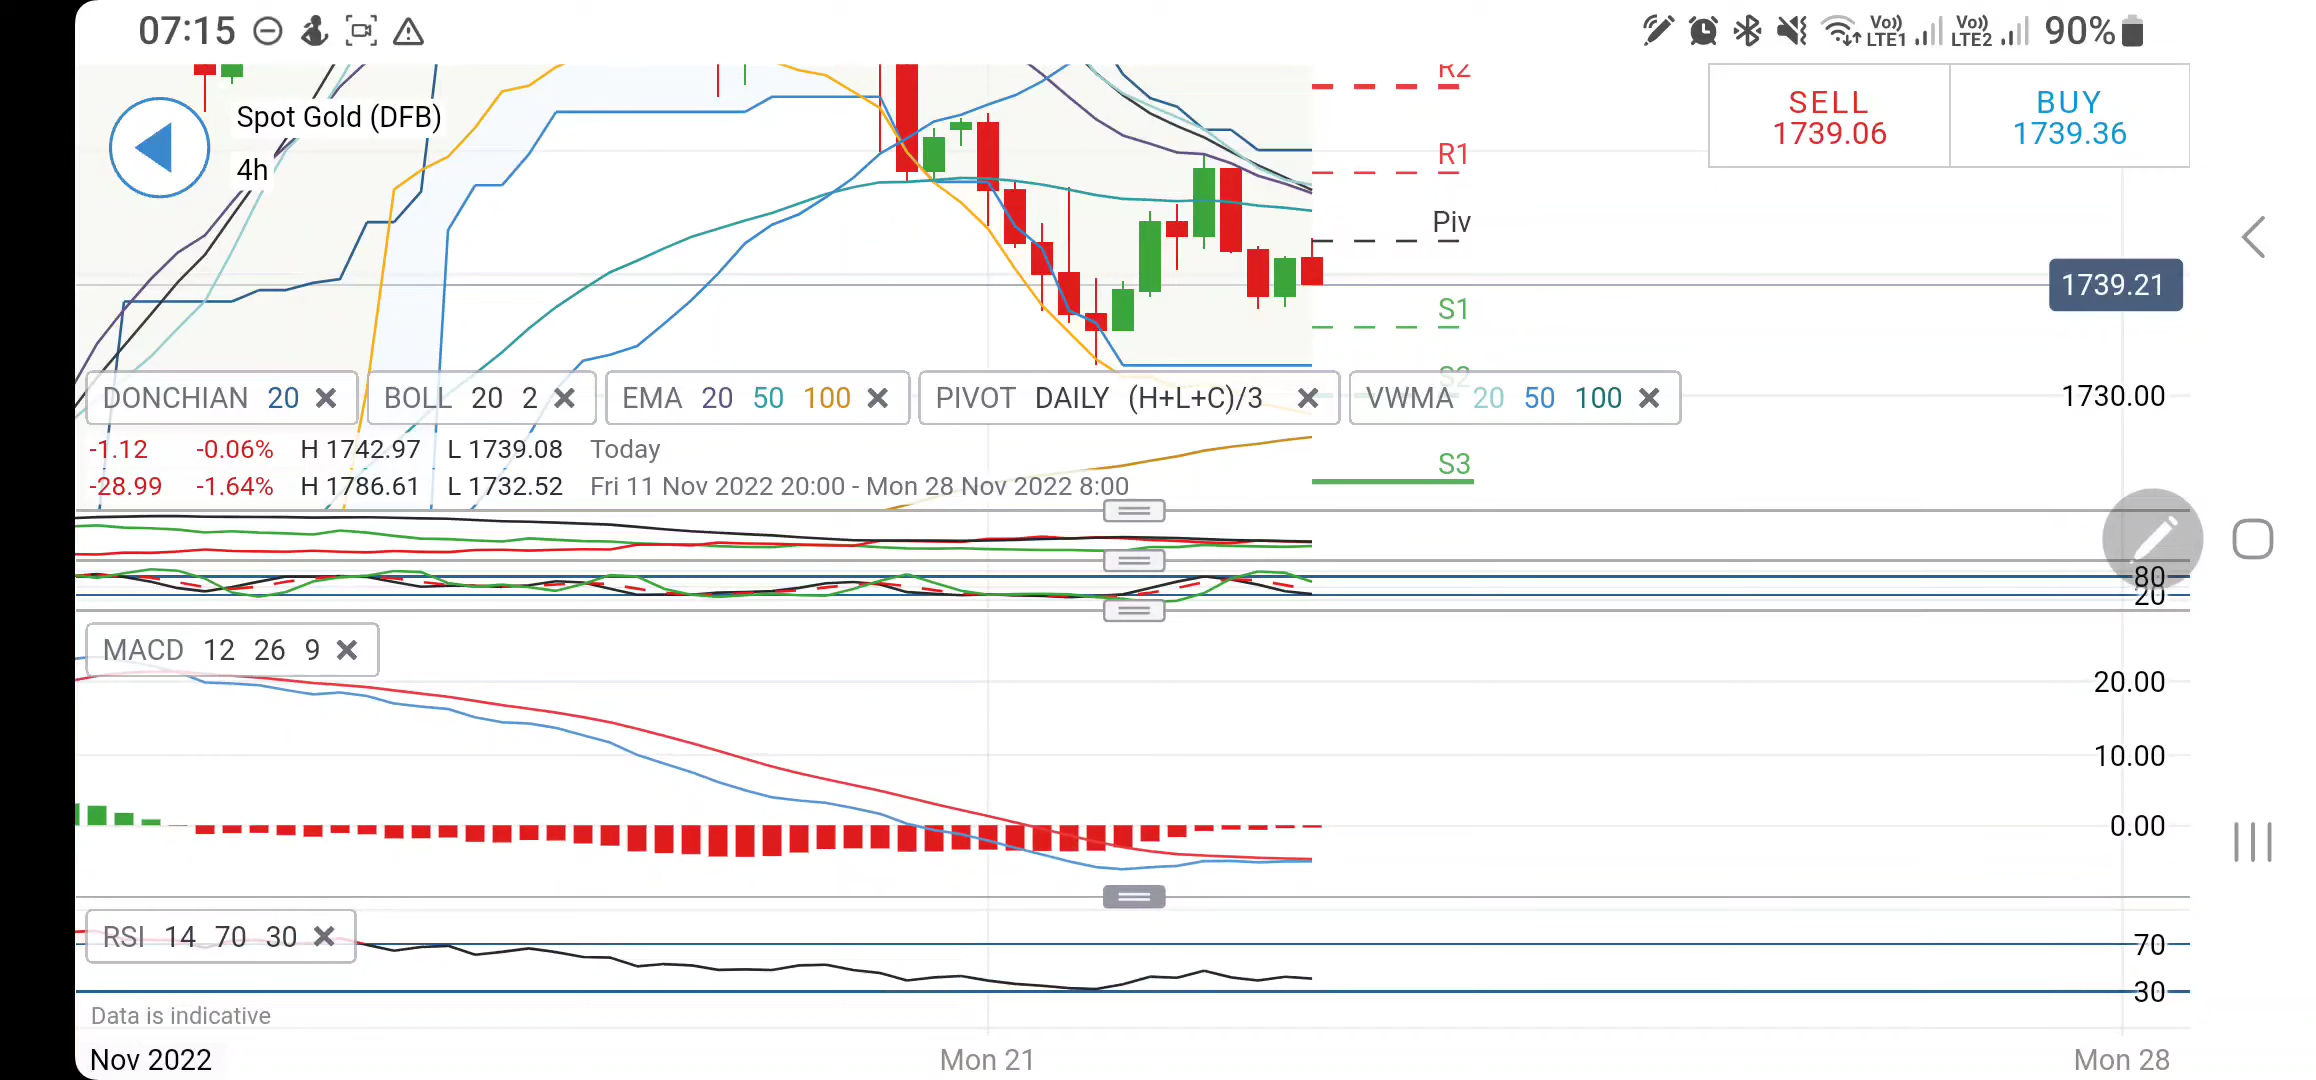 07:15 Vo)) LTE1 Vo)) LTE2 90%
Spot Gold (DFB)
4h
SELL
1739.06
BUY
1739.36
R2
R1
Piv
1739.21
S1
S2
1730.00
DONCHIAN 20
BOLL 20 2
EMA 20 50 100
PIVOT DAILY (H+L+C)/3
VWMA 20 50 100
-1.12 -0.06% H 1742.97 L 1739.08 Today
-28.99 -1.64% H 1786.61 L 1732.52 Fri 11 Nov 2022 20:00 - Mon 28 Nov 2022 8:00
S3
80
20
MACD 12 26 9
20.00
10.00
0.00
RSI 14 70 30
70
30
Data is indicative
Nov 2022 Mon 21 Mon 28